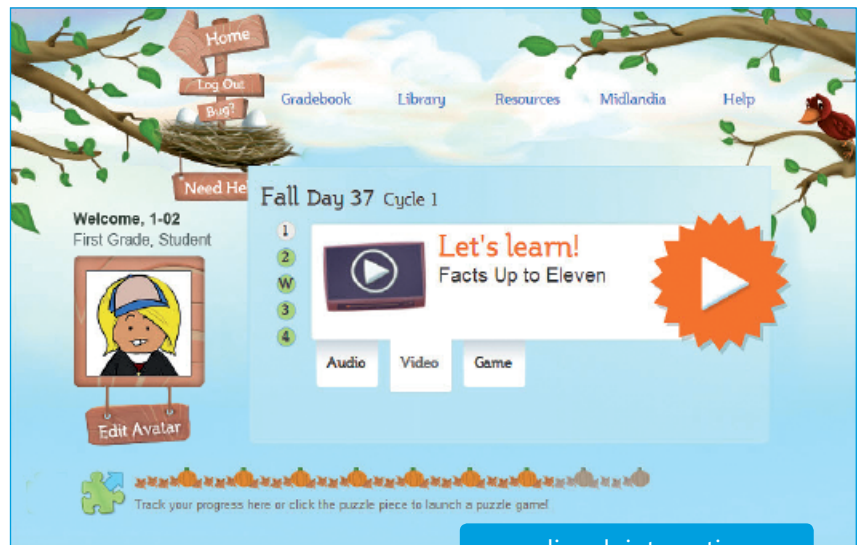 Home
Log Out
Bug?
Gradebook Library Resources Midlandia Help
Need He
Fall Day 37 Cycle 1
Welcome, 1-02
First Grade, Student
1
2
W
3
4
Let's learn!
Facts Up to Eleven
Audio Video Game
Edit Avatar
Track your progress here or click the puzzle piece to launch a puzzle game!